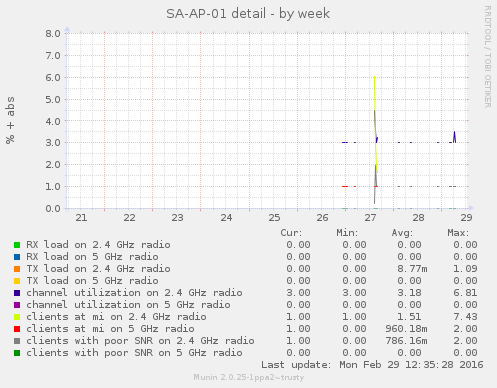 SA-AP-01 detail - by week
RRDTOOL / TOBI OETIKER
% + abs
8.0
7.0
6.0
5.0
4.0
3.0
2.0
1.0
0.0
21 22 23 24 25 26 27 28 29
Cur: Min: Avg: Max:
RX load on 2.4 GHz radio 0.00 0.00 0.00 0.00
RX load on 5 GHz radio 0.00 0.00 0.00 0.00
TX load on 2.4 GHz radio 0.00 0.00 8.77m 1.09
TX load on 5 GHz radio 0.00 0.00 0.00 0.00
channel utilization on 2.4 GHz radio 3.00 3.00 3.18 6.81
channel utilization on 5 GHz radio 0.00 0.00 0.00 0.00
clients at mi on 2.4 GHz radio 1.00 1.00 1.51 7.43
clients at mi on 5 GHz radio 1.00 0.00 960.18m 2.00
clients with poor SNR on 2.4 GHz radio 1.00 0.00 786.16m 2.00
clients with poor SNR on 5 GHz radio 0.00 0.00 0.00 0.00
Last update: Mon Feb 29 12:35:28 2016
Munin 2.0.25-1ppa2~trusty